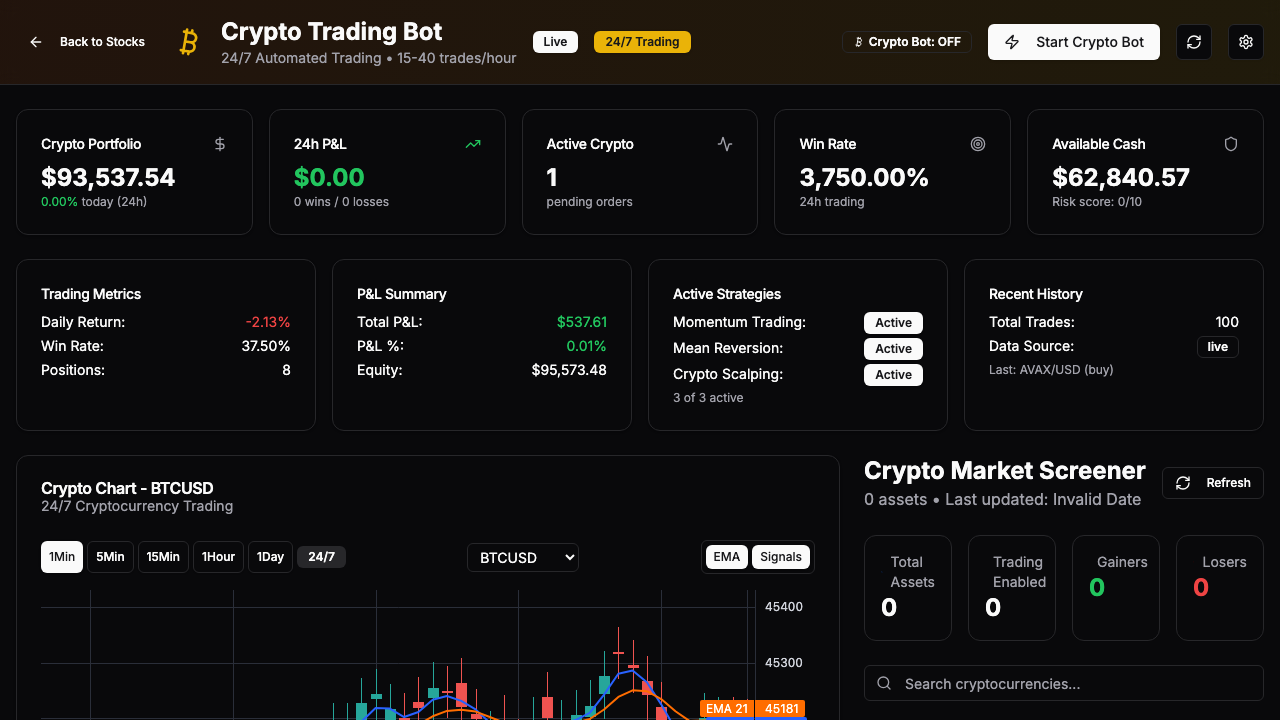 Back to Stocks
Crypto Trading Bot
24/7 Automated Trading • 15-40 trades/hour
Live
24/7 Trading
Crypto Bot: OFF
Start Crypto Bot
Crypto Portfolio
$93,537.54
0.00% today (24h)
24h P&L
$0.00
0 wins / 0 losses
Active Crypto
1
pending orders
Win Rate
3,750.00%
24h trading
Available Cash
$62,840.57
Risk score: 0/10
Trading Metrics
Daily Return: -2.13%
Win Rate: 37.50%
Positions: 8
P&L Summary
Total P&L: $537.61
P&L %: 0.01%
Equity: $95,573.48
Active Strategies
Momentum Trading: Active
Mean Reversion: Active
Crypto Scalping: Active
3 of 3 active
Recent History
Total Trades: 100
Data Source: live
Last: AVAX/USD (buy)
Crypto Chart - BTCUSD
24/7 Cryptocurrency Trading
1Min 5Min 15Min 1Hour 1Day 24/7
BTCUSD
EMA Signals
45400
45300
EMA 21 45181
Crypto Market Screener
0 assets • Last updated: Invalid Date
Refresh
Total
Assets
0
Trading
Enabled
0
Gainers
0
Losers
0
Search cryptocurrencies...